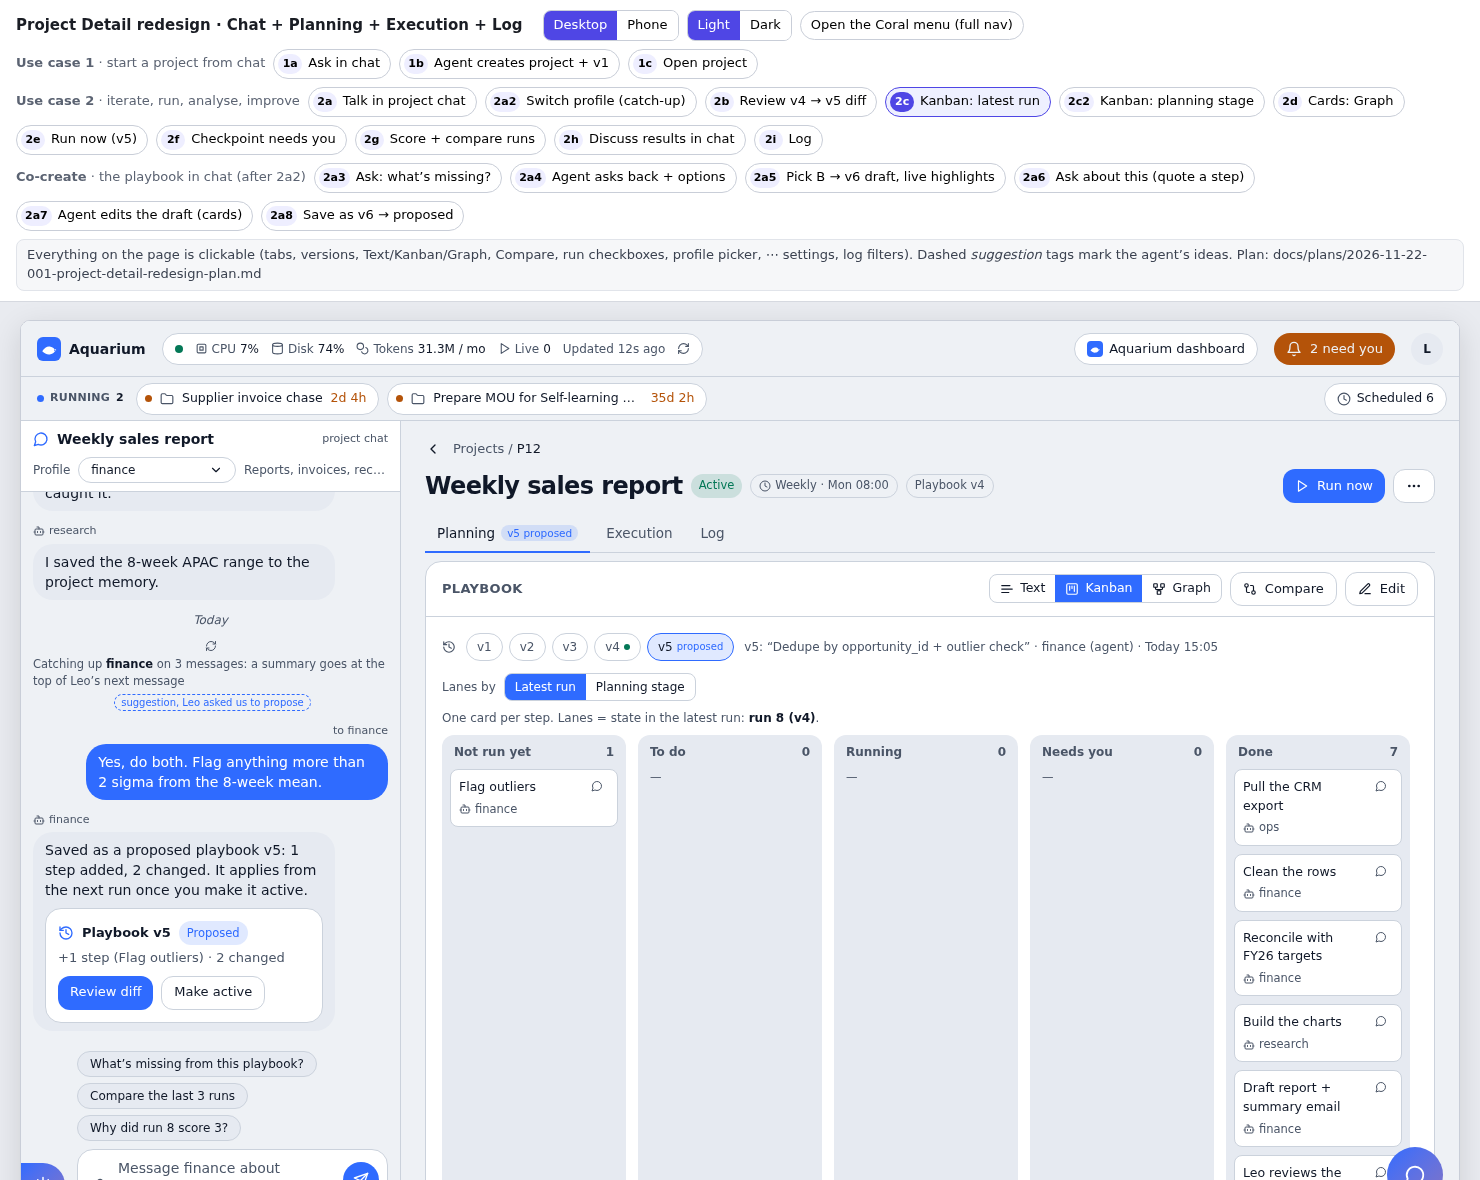 Project Detail redesign · Chat + Planning + Execution + Log
Desktop Phone Light Dark Open the Coral menu (full nav)
Use case 1 · start a project from chat 1a Ask in chat 1b Agent creates project + v1 1c Open project
Use case 2 · iterate, run, analyse, improve 2a Talk in project chat 2a2 Switch profile (catch-up) 2b Review v4 → v5 diff 2c Kanban: latest run 2c2 Kanban: planning stage 2d Cards: Graph
2e Run now (v5) 2f Checkpoint needs you 2g Score + compare runs 2h Discuss results in chat 2i Log
Co-create · the playbook in chat (after 2a2) 2a3 Ask: what’s missing? 2a4 Agent asks back + options 2a5 Pick B → v6 draft, live highlights 2a6 Ask about this (quote a step)
2a7 Agent edits the draft (cards) 2a8 Save as v6 → proposed
Everything on the page is clickable (tabs, versions, Text/Kanban/Graph, Compare, run checkboxes, profile picker, ··· settings, log filters). Dashed suggestion tags mark the agent’s ideas. Plan: docs/plans/2026-11-22-
001-project-detail-redesign-plan.md
Aquarium CPU 7% Disk 74% Tokens 31.3M / mo Live 0 Updated 12s ago Aquarium dashboard 2 need you L
RUNNING 2 Supplier invoice chase 2d 4h Prepare MOU for Self-learning ... 35d 2h Scheduled 6
Weekly sales report project chat
Profile finance Reports, invoices, rec...
caught it.
research
I saved the 8-week APAC range to the
project memory.
Today
Catching up finance on 3 messages: a summary goes at the
top of Leo’s next message
suggestion, Leo asked us to propose
to finance
Yes, do both. Flag anything more than
2 sigma from the 8-week mean.
finance
Saved as a proposed playbook v5: 1
step added, 2 changed. It applies from
the next run once you make it active.
Playbook v5 Proposed
+1 step (Flag outliers) · 2 changed
Review diff Make active
What’s missing from this playbook?
Compare the last 3 runs
Why did run 8 score 3?
Message finance about
Projects / P12
Weekly sales report Active Weekly · Mon 08:00 Playbook v4 Run now ···
Planning v5 proposed Execution Log
PLAYBOOK Text Kanban Graph Compare Edit
v1 v2 v3 v4 v5 proposed v5: “Dedupe by opportunity_id + outlier check” · finance (agent) · Today 15:05
Lanes by Latest run Planning stage
One card per step. Lanes = state in the latest run: run 8 (v4).
Not run yet 1 To do 0 Running 0 Needs you 0 Done 7
Flag outliers
finance
—
—
—
Pull the CRM
export
ops
Clean the rows
finance
Reconcile with
FY26 targets
finance
Build the charts
research
Draft report +
summary email
finance
Leo reviews the